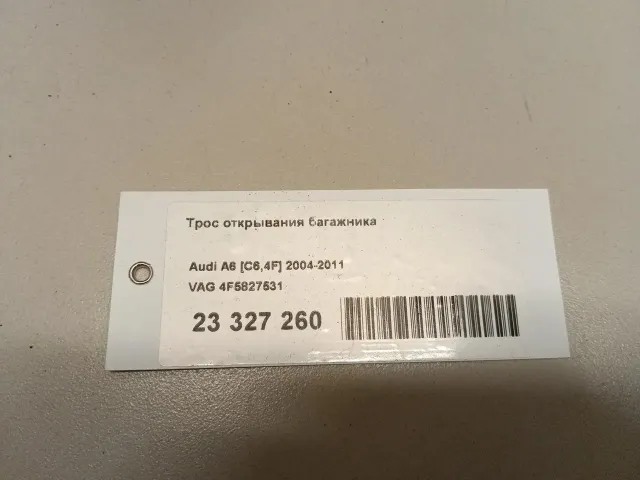 Трос открывания багажника
Audi A6 [C6,4F] 2004-2011
VAG 4F5827531
23 327 260